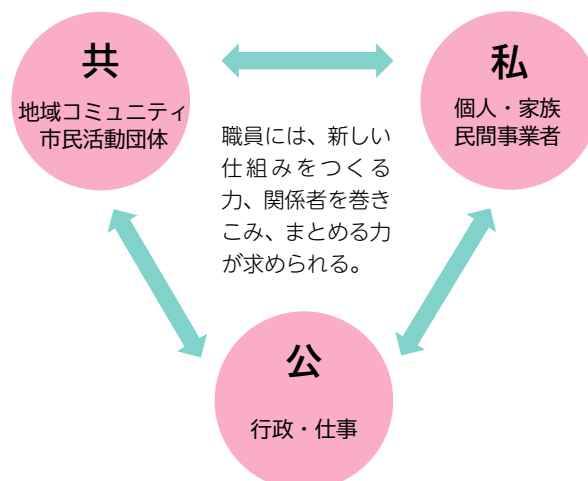 共
地域コミュニティ
市民活動団体
私
個人・家族
民間事業者
職員には、新しい
仕組みをつくる
力、関係者を巻き
こみ、まとめる力
が求められる。
公
行政・仕事